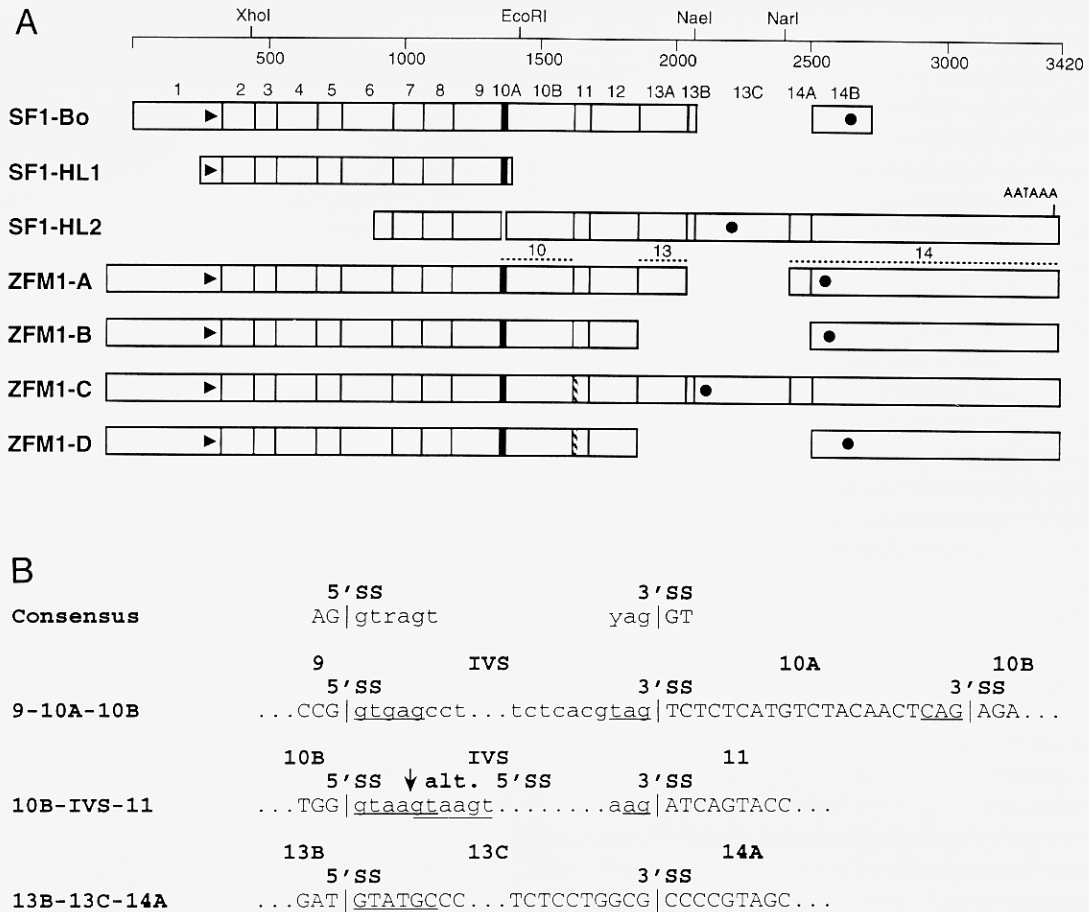 A
XhoI EcoRI NaeI NarI
500 1000 1500 2000 2500 3000 3420
1 2 3 4 5 6 7 8 9 10A 10B 11 12 13A 13B 13C 14A 14B
SF1-Bo
SF1-HL1
AATAAA
SF1-HL2
10 13 14
ZFM1-A
ZFM1-B
ZFM1-C
ZFM1-D
B
5'SS 3'SS
Consensus AG|gtragt yag|GT
9 IVS 10A 10B
5'SS 3'SS 3'SS
9-10A-10B ...CCG|gtgagcct...tctcacgtag|TCTCTCATGTCTACAACTCAG|AGA...
10B IVS 11
5'SS alt. 5'SS 3'SS
10B-IVS-11 ...TGG|gtaagtaagt........aag|ATCAGTACC...
13B 13C 14A
5'SS 3'SS
13B-13C-14A ...GAT|GTATGCCC...TCTCCTGGCG|CCCCGTAGC...